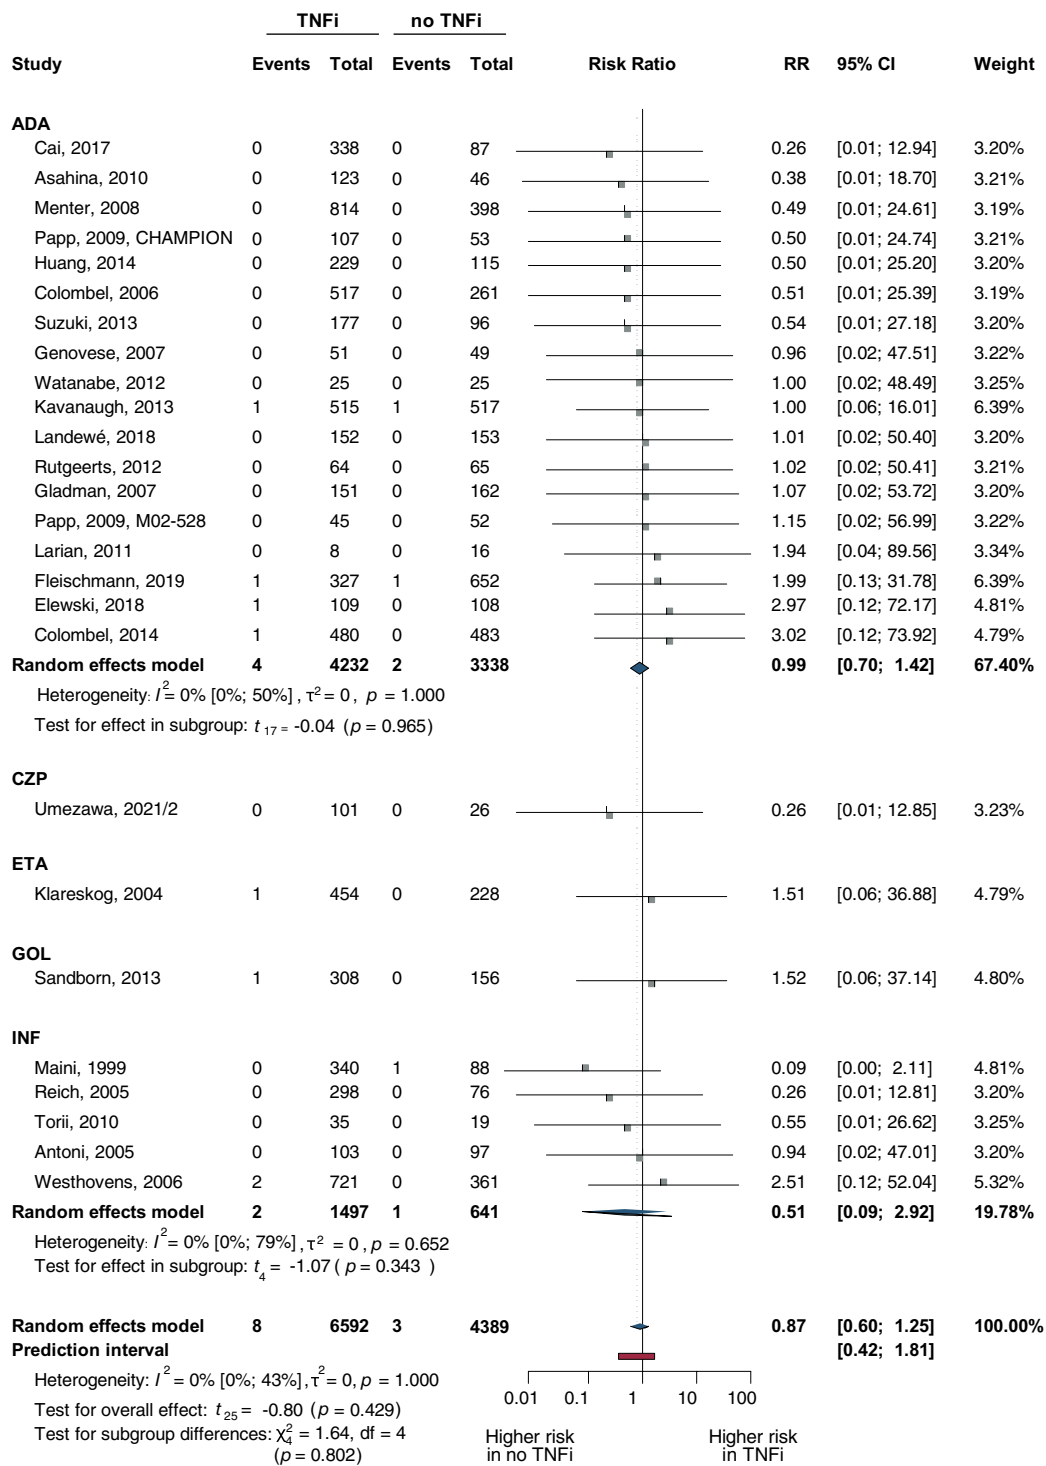 TNFi no TNFi
Study Events Total Events Total Risk Ratio RR 95% CI Weight
ADA
Cai, 2017 0 338 0 87 0.26 [0.01; 12.94] 3.20%
Asahina, 2010 0 123 0 46 0.38 [0.01; 18.70] 3.21%
Menter, 2008 0 814 0 398 0.49 [0.01; 24.61] 3.19%
Papp, 2009, CHAMPION 0 107 0 53 0.50 [0.01; 24.74] 3.21%
Huang, 2014 0 229 0 115 0.50 [0.01; 25.20] 3.20%
Colombel, 2006 0 517 0 261 0.51 [0.01; 25.39] 3.19%
Suzuki, 2013 0 177 0 96 0.54 [0.01; 27.18] 3.20%
Genovese, 2007 0 51 0 49 0.96 [0.02; 47.51] 3.22%
Watanabe, 2012 0 25 0 25 1.00 [0.02; 48.49] 3.25%
Kavanaugh, 2013 1 515 1 517 1.00 [0.06; 16.01] 6.39%
Landewé, 2018 0 152 0 153 1.01 [0.02; 50.40] 3.20%
Rutgeerts, 2012 0 64 0 65 1.02 [0.02; 50.41] 3.21%
Gladman, 2007 0 151 0 162 1.07 [0.02; 53.72] 3.20%
Papp, 2009, M02-528 0 45 0 52 1.15 [0.02; 56.99] 3.22%
Larian, 2011 0 8 0 16 1.94 [0.04; 89.56] 3.34%
Fleischmann, 2019 1 327 1 652 1.99 [0.13; 31.78] 6.39%
Elewski, 2018 1 109 0 108 2.97 [0.12; 72.17] 4.81%
Colombel, 2014 1 480 0 483 3.02 [0.12; 73.92] 4.79%
Random effects model 4 4232 2 3338 0.99 [0.70; 1.42] 67.40%
Heterogeneity: I² = 0% [0%; 50%], τ² = 0, p = 1.000
Test for effect in subgroup: t₁₇ = -0.04 (p = 0.965)
CZP
Umezawa, 2021/2 0 101 0 26 0.26 [0.01; 12.85] 3.23%
ETA
Klareskog, 2004 1 454 0 228 1.51 [0.06; 36.88] 4.79%
GOL
Sandborn, 2013 1 308 0 156 1.52 [0.06; 37.14] 4.80%
INF
Maini, 1999 0 340 1 88 0.09 [0.00; 2.11] 4.81%
Reich, 2005 0 298 0 76 0.26 [0.01; 12.81] 3.20%
Torii, 2010 0 35 0 19 0.55 [0.01; 26.62] 3.25%
Antoni, 2005 0 103 0 97 0.94 [0.02; 47.01] 3.20%
Westhovens, 2006 2 721 0 361 2.51 [0.12; 52.04] 5.32%
Random effects model 2 1497 1 641 0.51 [0.09; 2.92] 19.78%
Heterogeneity: I² = 0% [0%; 79%], τ² = 0, p = 0.652
Test for effect in subgroup: t₄ = -1.07 (p = 0.343 )
Random effects model 8 6592 3 4389 0.87 [0.60; 1.25] 100.00%
Prediction interval [0.42; 1.81]
Heterogeneity: I² = 0% [0%; 43%], τ² = 0, p = 1.000
0.01 0.1 1 10 100
Test for overall effect: t₂₅ = -0.80 (p = 0.429)
Test for subgroup differences: χ²₄ = 1.64, df = 4
(p = 0.802)
Higher risk Higher risk
in no TNFi in TNFi